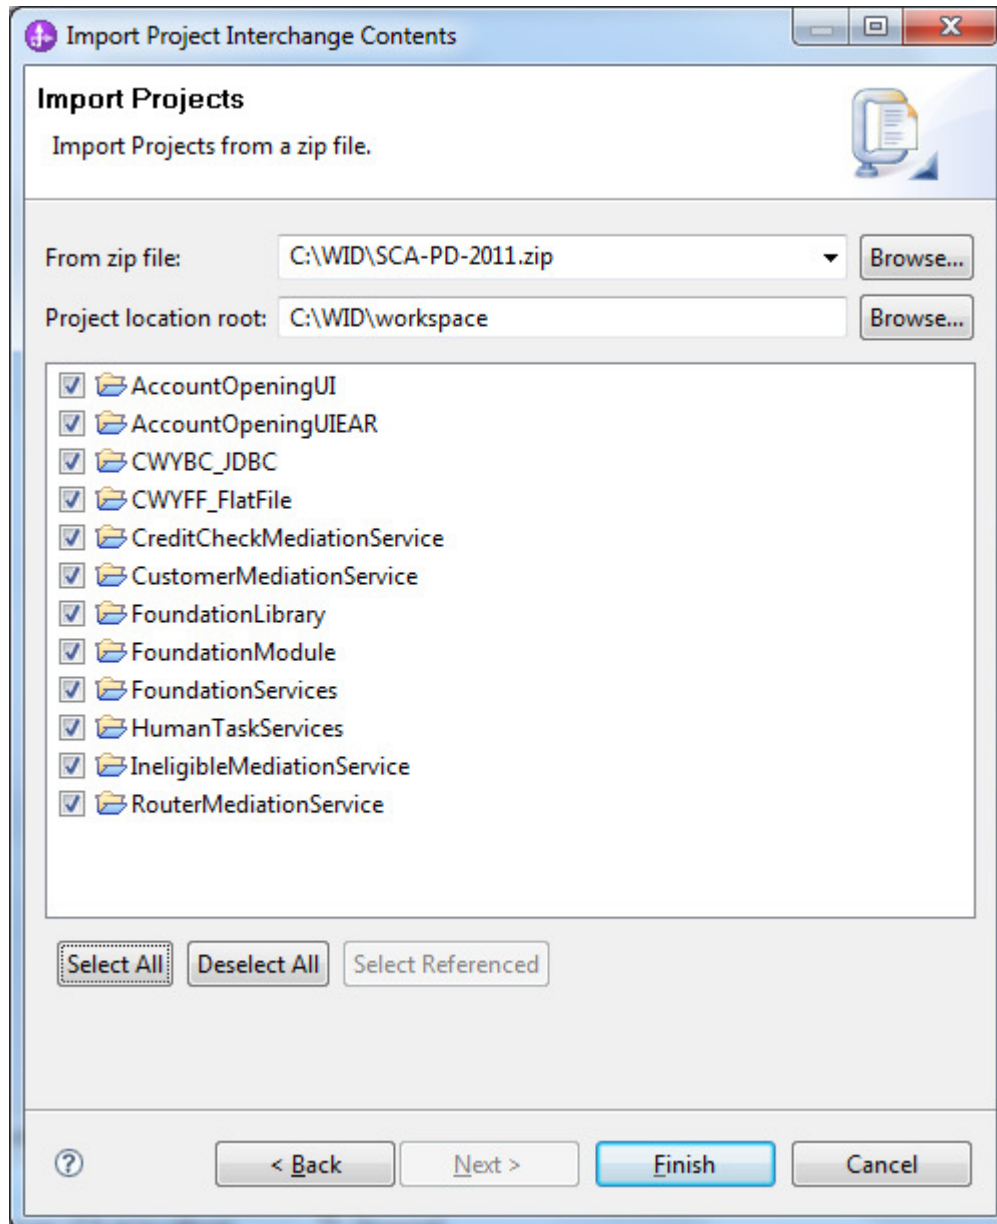 Import Project Interchange Contents
Import Projects
Import Projects from a zip file.
From zip file: C:\WID\SCA-PD-2011.zip Browse...
Project location root: C:\WID\workspace Browse...
AccountOpeningUI
AccountOpeningUIEAR
CWYBC_JDBC
CWYFF_FlatFile
CreditCheckMediationService
CustomerMediationService
FoundationLibrary
FoundationModule
FoundationServices
HumanTaskServices
IneligibleMediationService
RouterMediationService
Select All Deselect All Select Referenced
? < Back Next > Finish Cancel